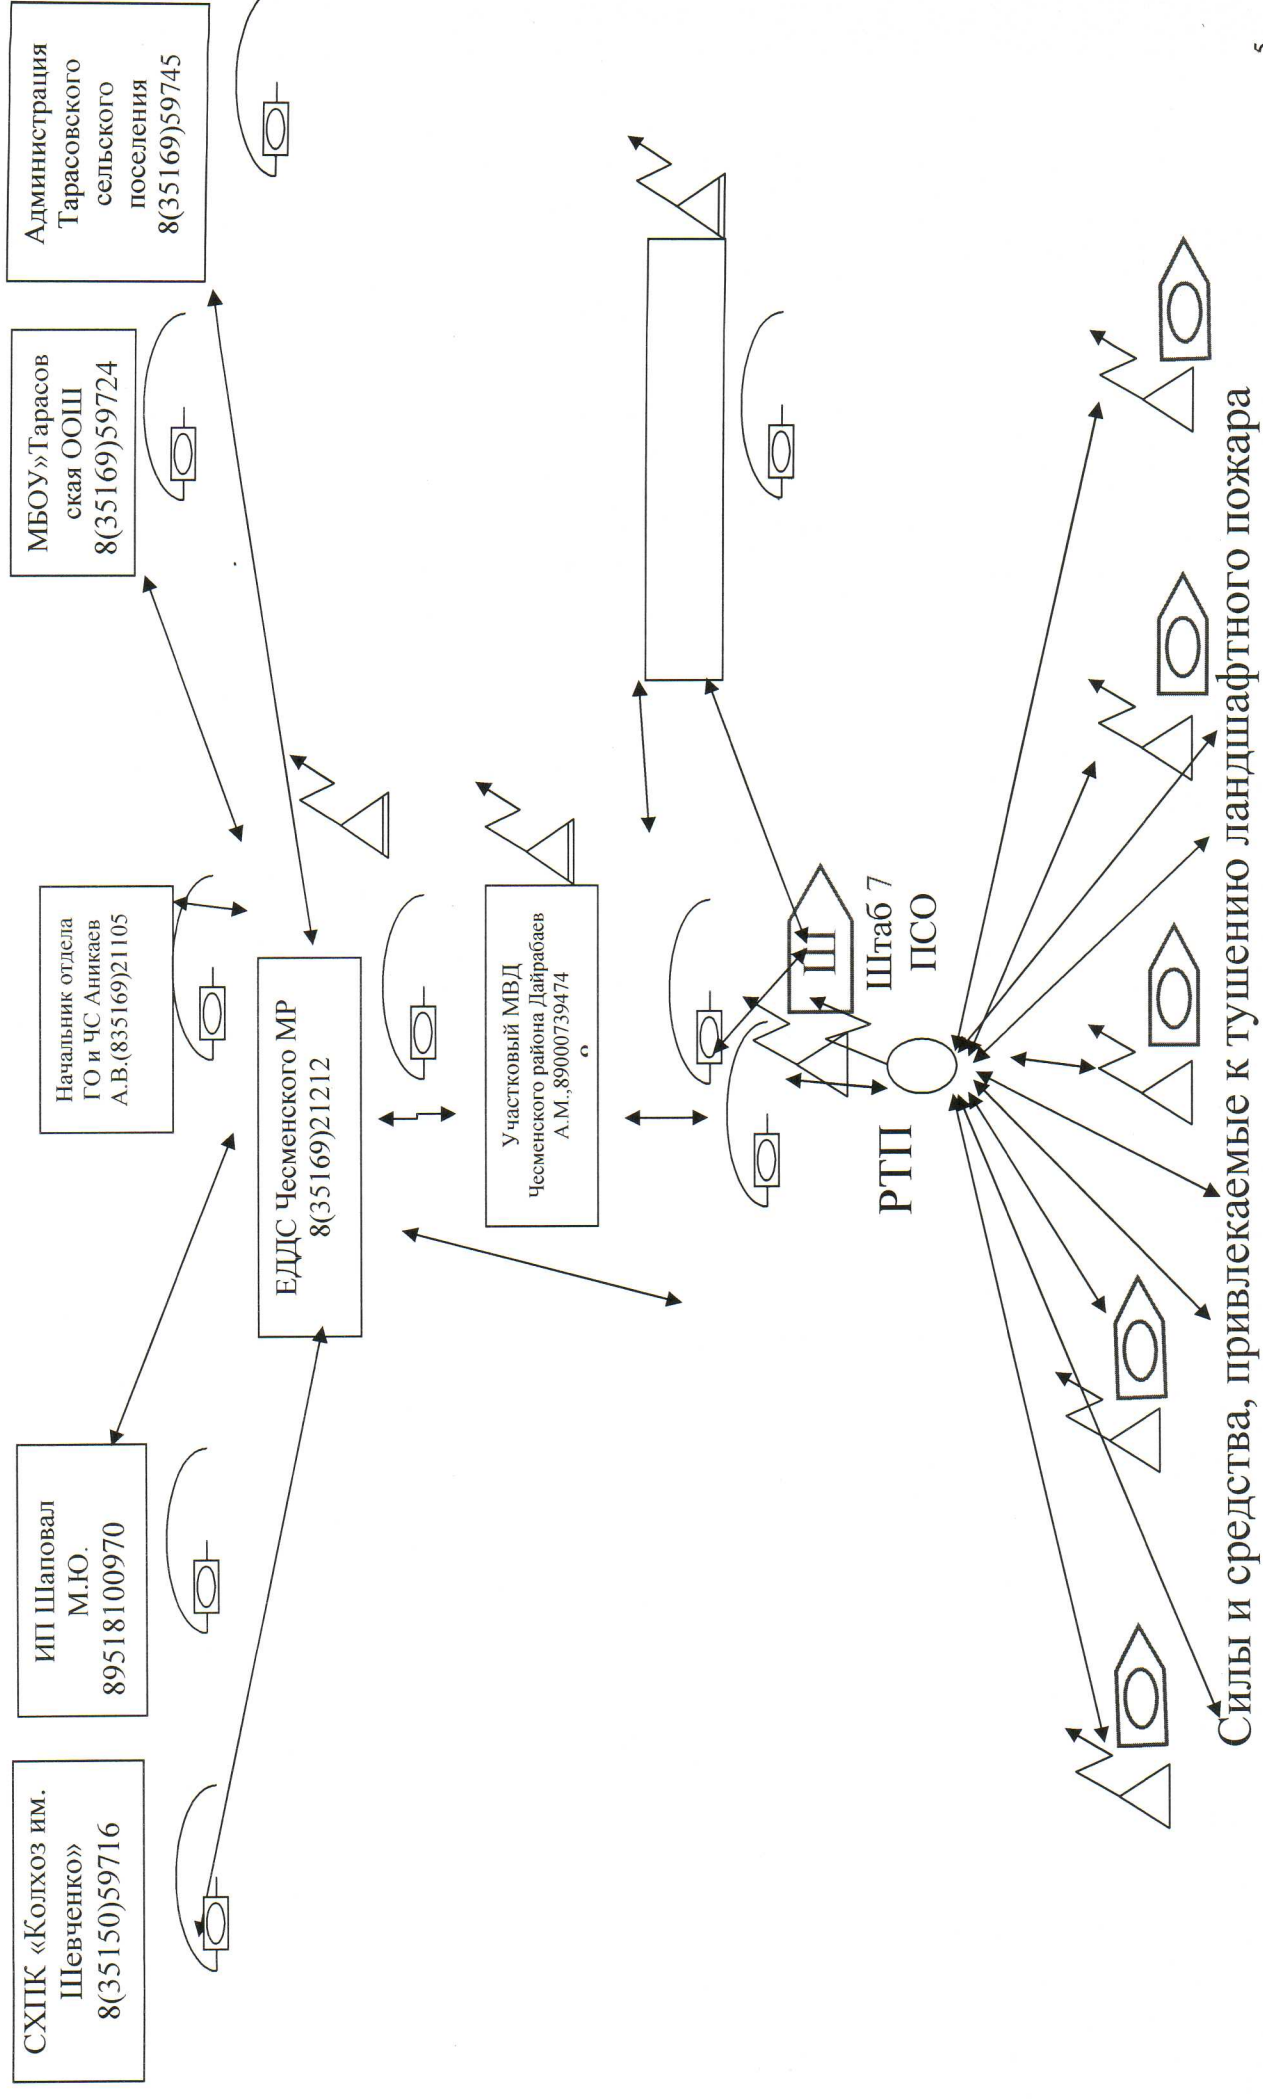 СХПК «Колхоз им.
Шевченко»
8(35150)59716
ИП Шаповал
М.Ю.
89518100970
Начальник отдела
ГО и ЧС Аникаев
А.В.(835169)21105
МБОУ»Тарасов
ская ООШ
8(35169)59724
Администрация
Тарасовского
сельского
поселения
8(35169)59745
ЕДДС Чесменского МР
8(35169)21212
Участковый МВД
Чесменского района Дайрабаев
А.М.,89000739474
Ш
Штаб 7
ПСО
РТП
Силы и средства, привлекаемые к тушению ландшафтного пожара